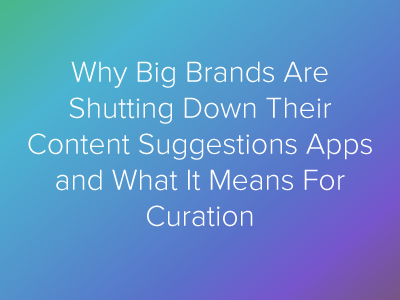 Why Big Brands Are
Shutting Down Their
Content Suggestions Apps
and What It Means For
Curation